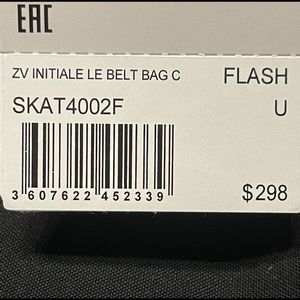 EAC
ZV INITIALE LE BELT BAG C FLASH
SKAT4002F U
3 607622 452339
$298